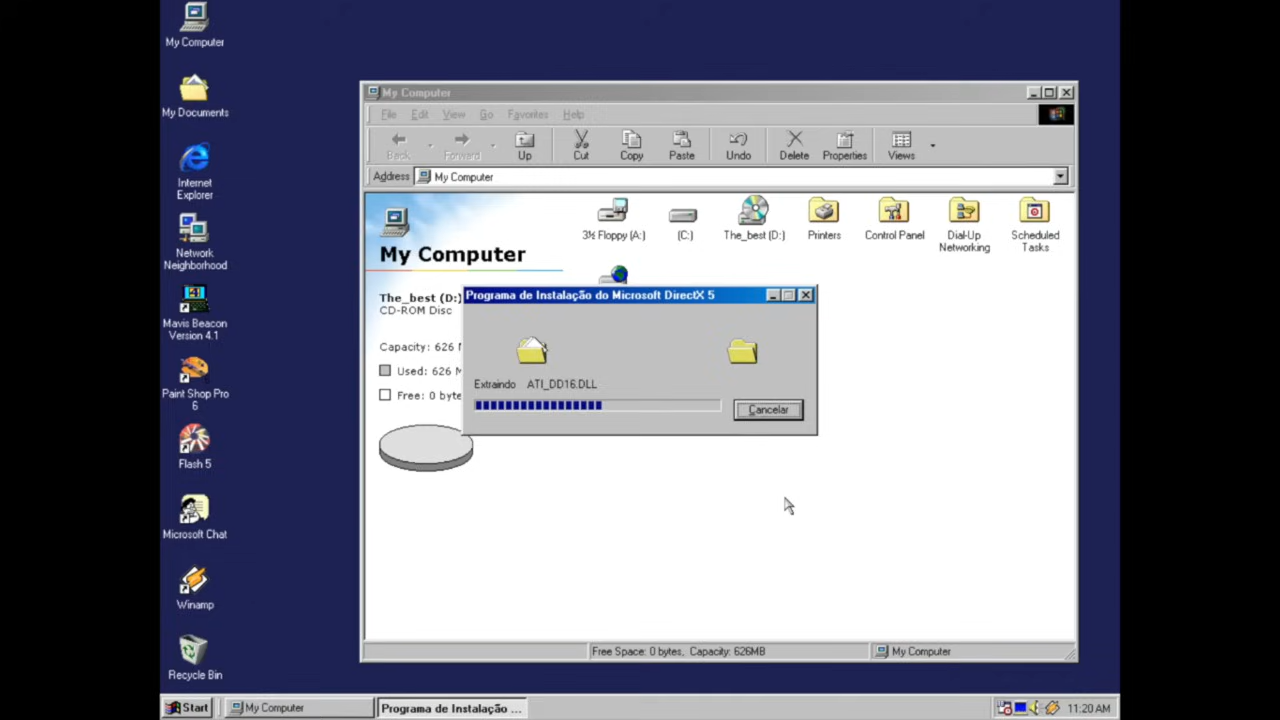 My Computer
My Documents
Internet
Explorer
Network
Neighborhood
Mavis Beacon
Version 4.1
Paint Shop Pro
6
Flash 5
Microsoft Chat
Winamp
Recycle Bin
My Computer
File Edit View Go Favorites Help
Back Forward Up Cut Copy Paste Undo Delete Properties Views
Address My Computer
My Computer
The_best (D:)
CD-ROM Disc
Capacity: 626
Used: 626
Free: 0 byte
3½ Floppy (A:) (C:) The_best (D:) Printers Control Panel Dial-Up
Networking Scheduled
Tasks
Programa de Instalação do Microsoft DirectX 5
Extraindo ATI_DD16.DLL
Cancelar
Free Space: 0 bytes, Capacity: 626MB My Computer
Start My Computer Programa de Instalação ... 11:20 AM